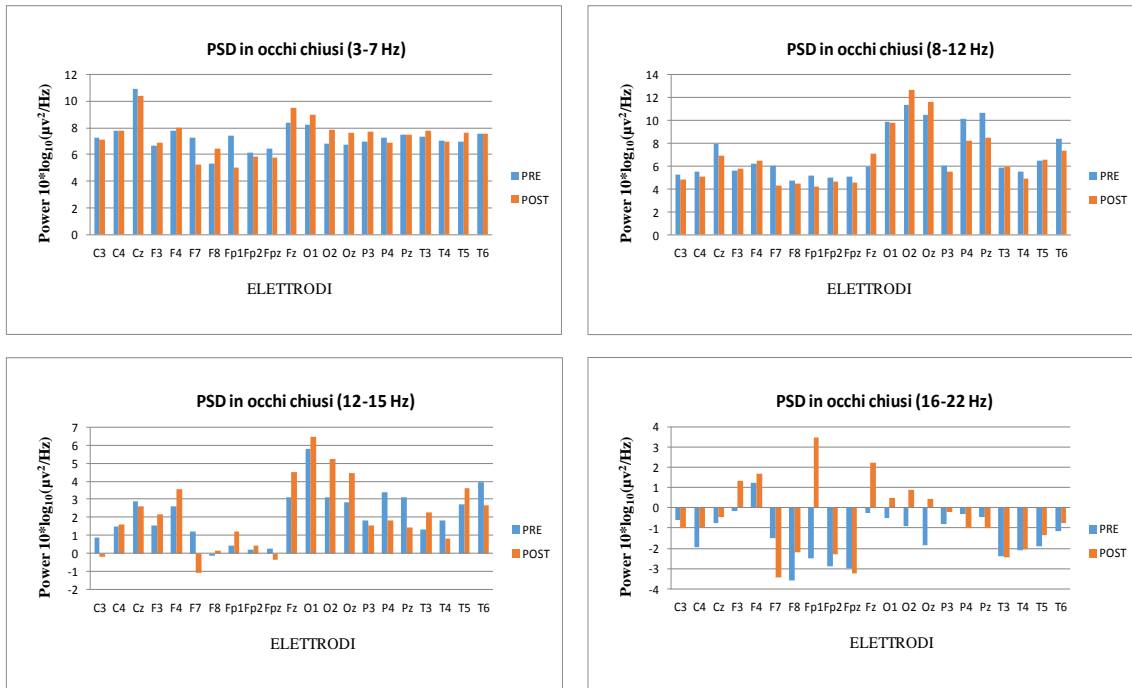 PSD in occhi chiusi (3-7 Hz)
Power 10*log10(µv²/Hz)
12
10
8
6
4
2
0
C3 C4 Cz F3 F4 F7 F8 Fp1 Fp2 Fpz Fz O1 O2 Oz P3 P4 Pz T3 T4 T5 T6
ELETTRODI
PRE
POST
PSD in occhi chiusi (8-12 Hz)
Power 10*log10(µv²/Hz)
14
12
10
8
6
4
2
0
C3 C4 Cz F3 F4 F7 F8 Fp1 Fp2 Fpz Fz O1 O2 Oz P3 P4 Pz T3 T4 T5 T6
ELETTRODI
PRE
POST
PSD in occhi chiusi (12-15 Hz)
Power 10*log10(µv²/Hz)
7
6
5
4
3
2
1
0
-1
-2
C3 C4 Cz F3 F4 F7 F8 Fp1 Fp2 Fpz Fz O1 O2 Oz P3 P4 Pz T3 T4 T5 T6
ELETTRODI
PRE
POST
PSD in occhi chiusi (16-22 Hz)
Power 10*log10(µv²/Hz)
4
3
2
1
0
-1
-2
-3
-4
C3 C4 Cz F3 F4 F7 F8 Fp1 Fp2 Fpz Fz O1 O2 Oz P3 P4 Pz T3 T4 T5 T6
ELETTRODI
PRE
POST